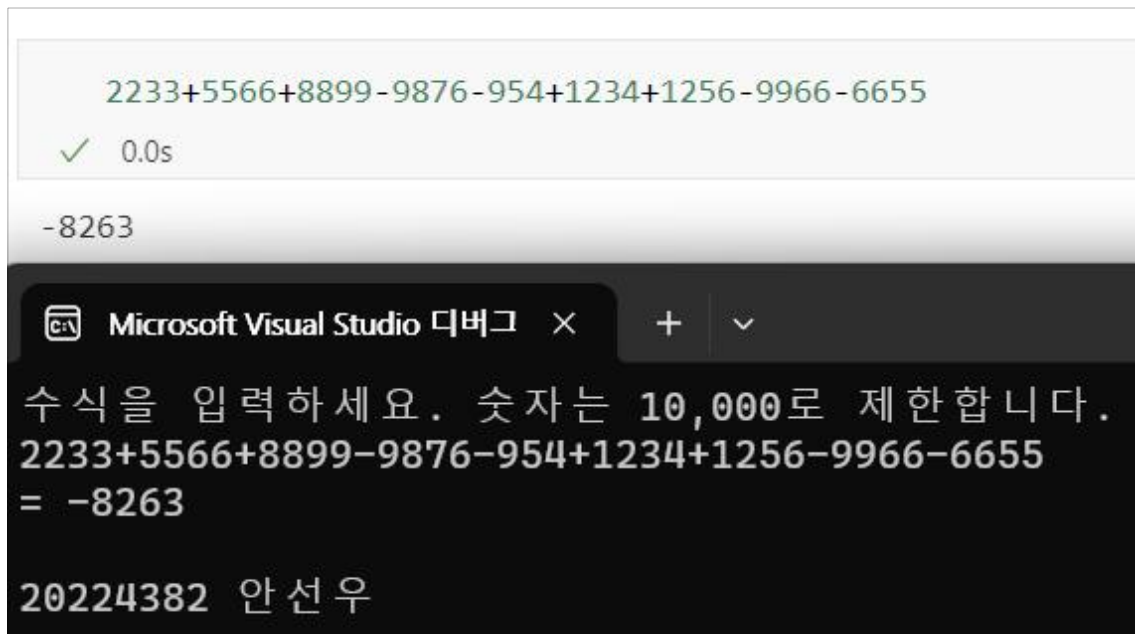 2233+5566+8899-9876-954+1234+1256-9966-6655
0.0s
-8263
Microsoft Visual Studio 디버그
수식을 입력하세요. 숫자는 10,000로 제한합니다.
2233+5566+8899-9876-954+1234+1256-9966-6655
= -8263
20224382 안선우